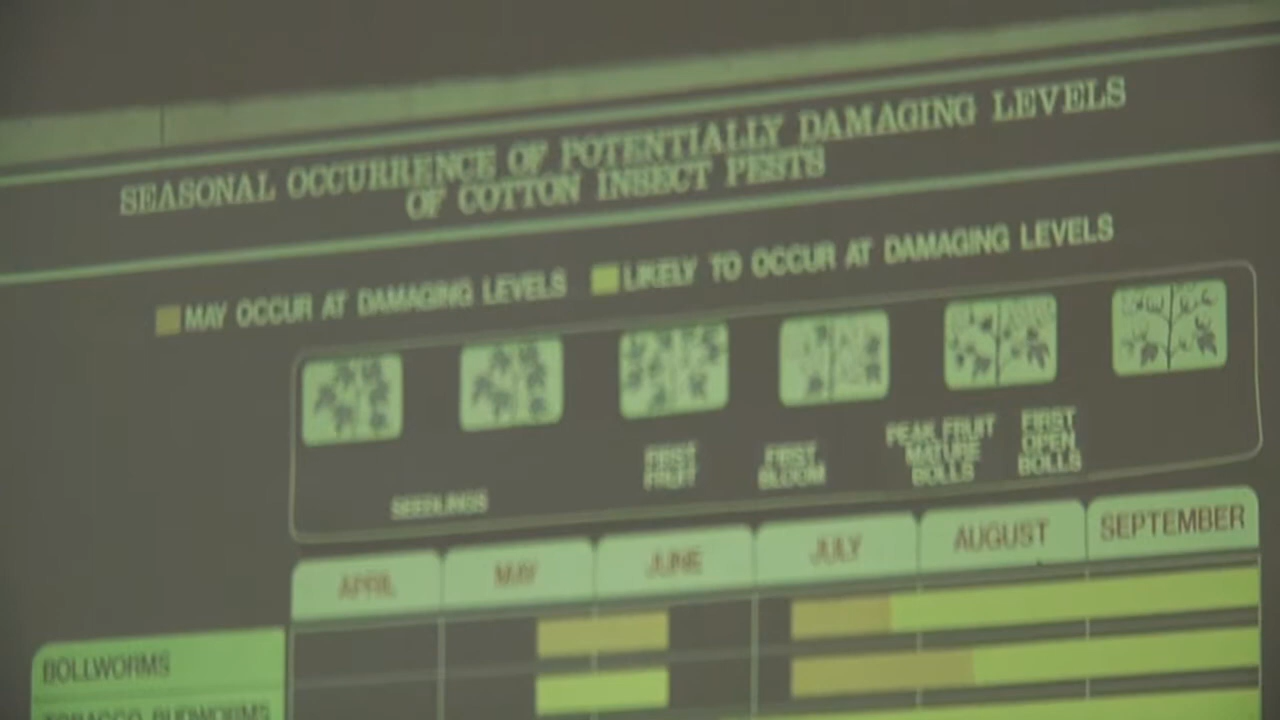 SEASONAL OCCURRENCE OF POTENTIALLY DAMAGING LEVELS
OF COTTON INSECT PESTS
MAY OCCUR AT DAMAGING LEVELS LIKELY TO OCCUR AT DAMAGING LEVELS
SEEDLINGS
FIRST
FRUIT
FIRST
BLOOM
PEAK FRUIT
MATURE
BOLLS
FIRST
OPEN
BOLLS
APRIL MAY JUNE JULY AUGUST SEPTEMBER
BOLLWORMS
TOBACCO BUDWORMS